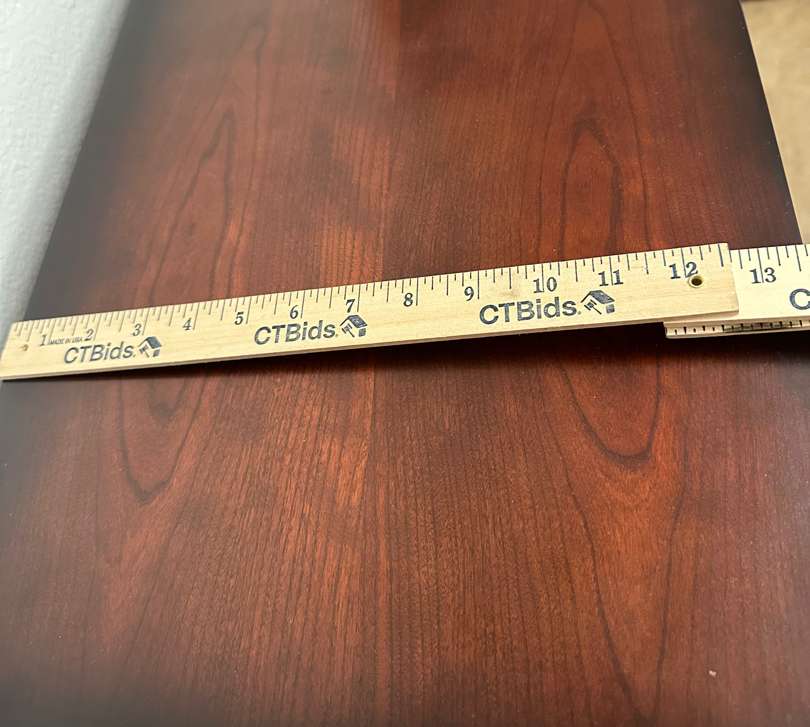 1 2 3 4 5 6 7 8 9 10 11 12 13
MADE IN USA
CTBids. CTBids. CTBids. C